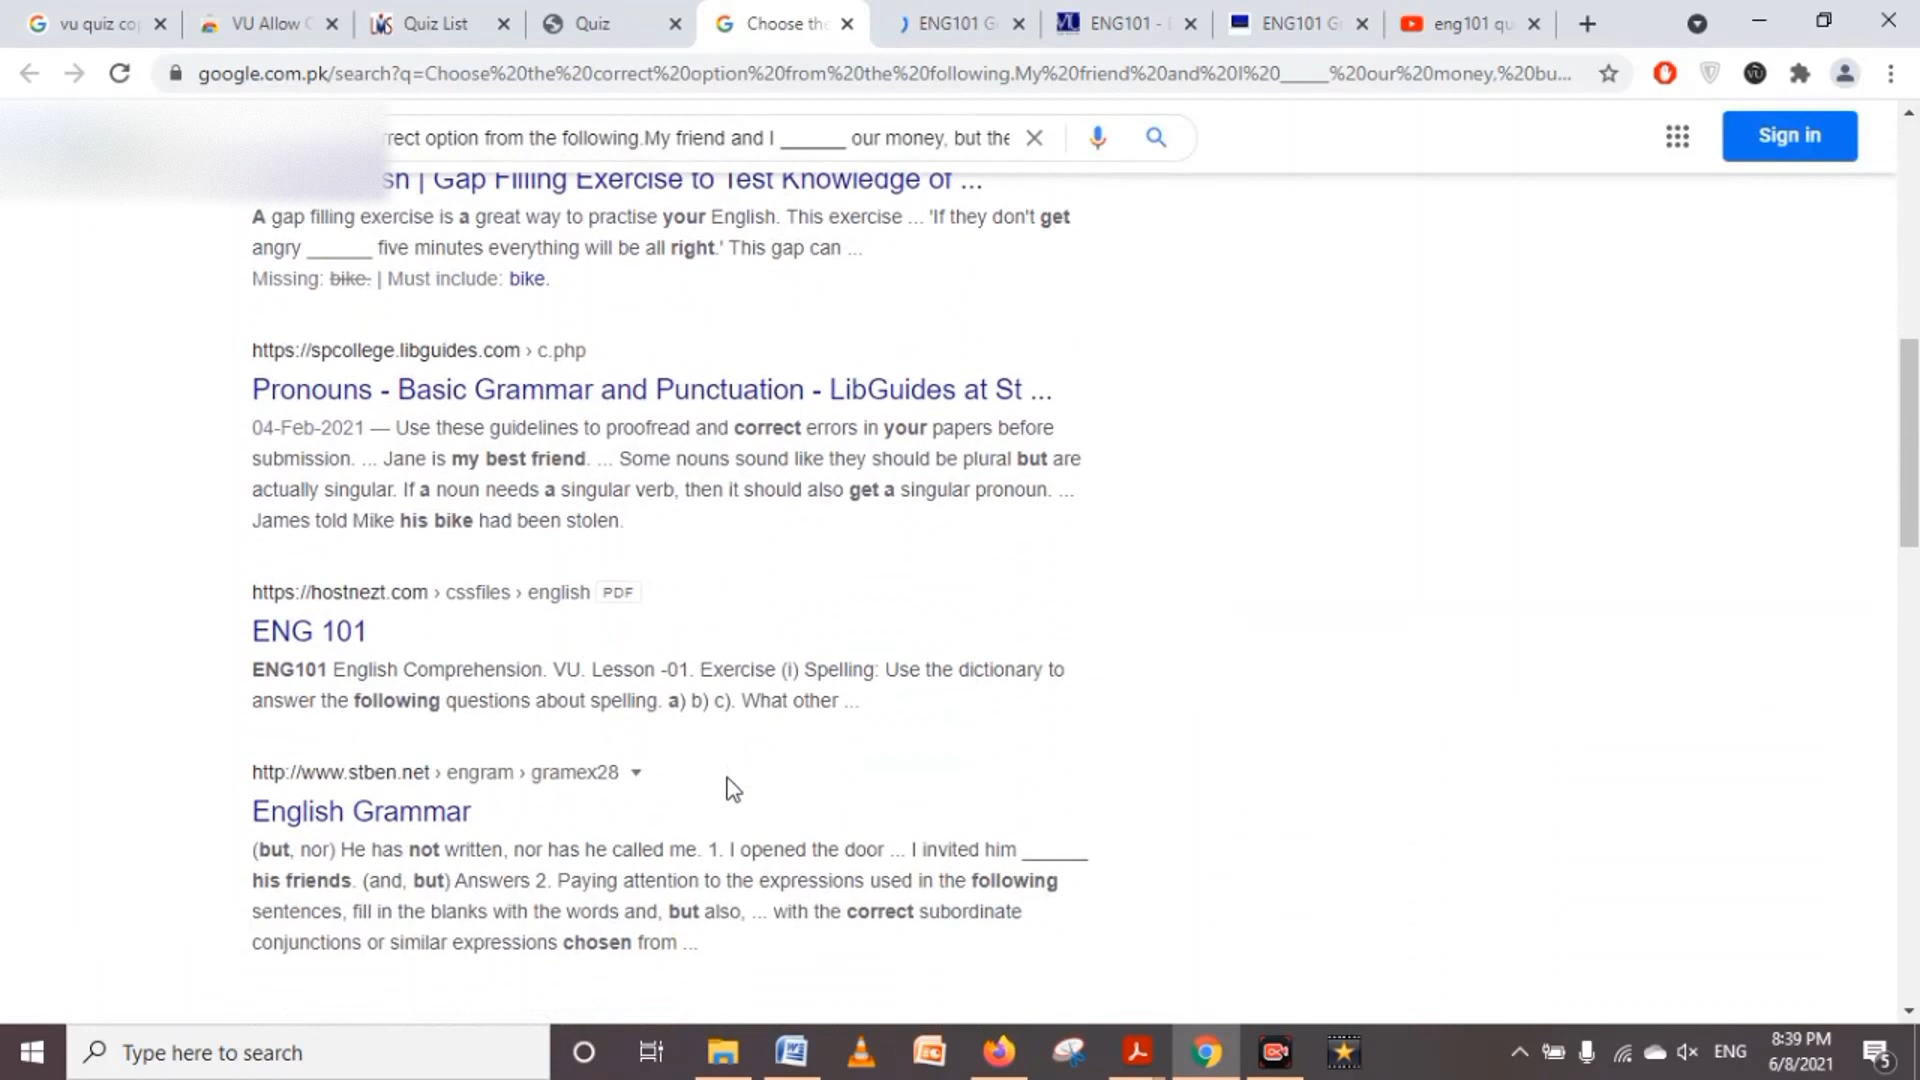 vu quiz co
VU Allow C
Quiz List
Quiz
Choose the
ENG101 G
ENG101 - E
ENG101 G
eng101 qu
google.com.pk/search?q=Choose%20the%20correct%20option%20from%20the%20following.My%20friend%20and%20I%20_____%20our%20money,%20bu...
rrect option from the following.My friend and I ______ our money, but the
Sign in
sh | Gap Filling Exercise to Test Knowledge of ...
A gap filling exercise is a great way to practise your English. This exercise ... 'If they don't get
angry ______ five minutes everything will be all right.' This gap can ...
Missing: bike. | Must include: bike.
https://spcollege.libguides.com › c.php
Pronouns - Basic Grammar and Punctuation - LibGuides at St ...
04-Feb-2021 — Use these guidelines to proofread and correct errors in your papers before
submission. ... Jane is my best friend. ... Some nouns sound like they should be plural but are
actually singular. If a noun needs a singular verb, then it should also get a singular pronoun. ...
James told Mike his bike had been stolen.
https://hostnezt.com › cssfiles › english PDF
ENG 101
ENG101 English Comprehension. VU. Lesson -01. Exercise (i) Spelling: Use the dictionary to
answer the following questions about spelling. a) b) c). What other ...
http://www.stben.net › engram › gramex28
English Grammar
(but, nor) He has not written, nor has he called me. 1. I opened the door ... I invited him ______
his friends. (and, but) Answers 2. Paying attention to the expressions used in the following
sentences, fill in the blanks with the words and, but also, ... with the correct subordinate
conjunctions or similar expressions chosen from ...
Type here to search
ENG
8:39 PM
6/8/2021
5